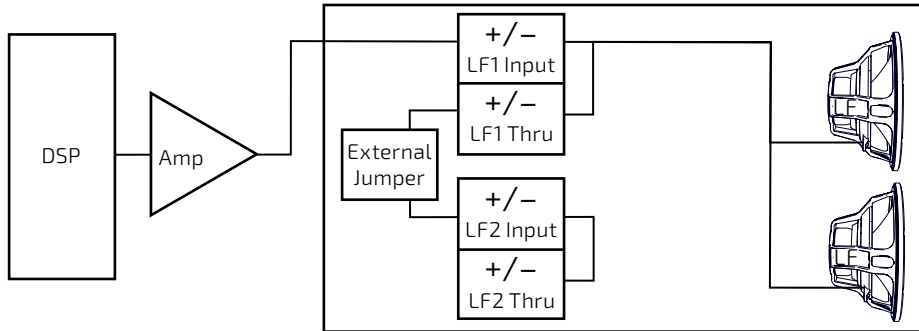 DSP
Amp
+/−
LF1 Input
+/−
LF1 Thru
External
Jumper
+/−
LF2 Input
+/−
LF2 Thru
LF
LF